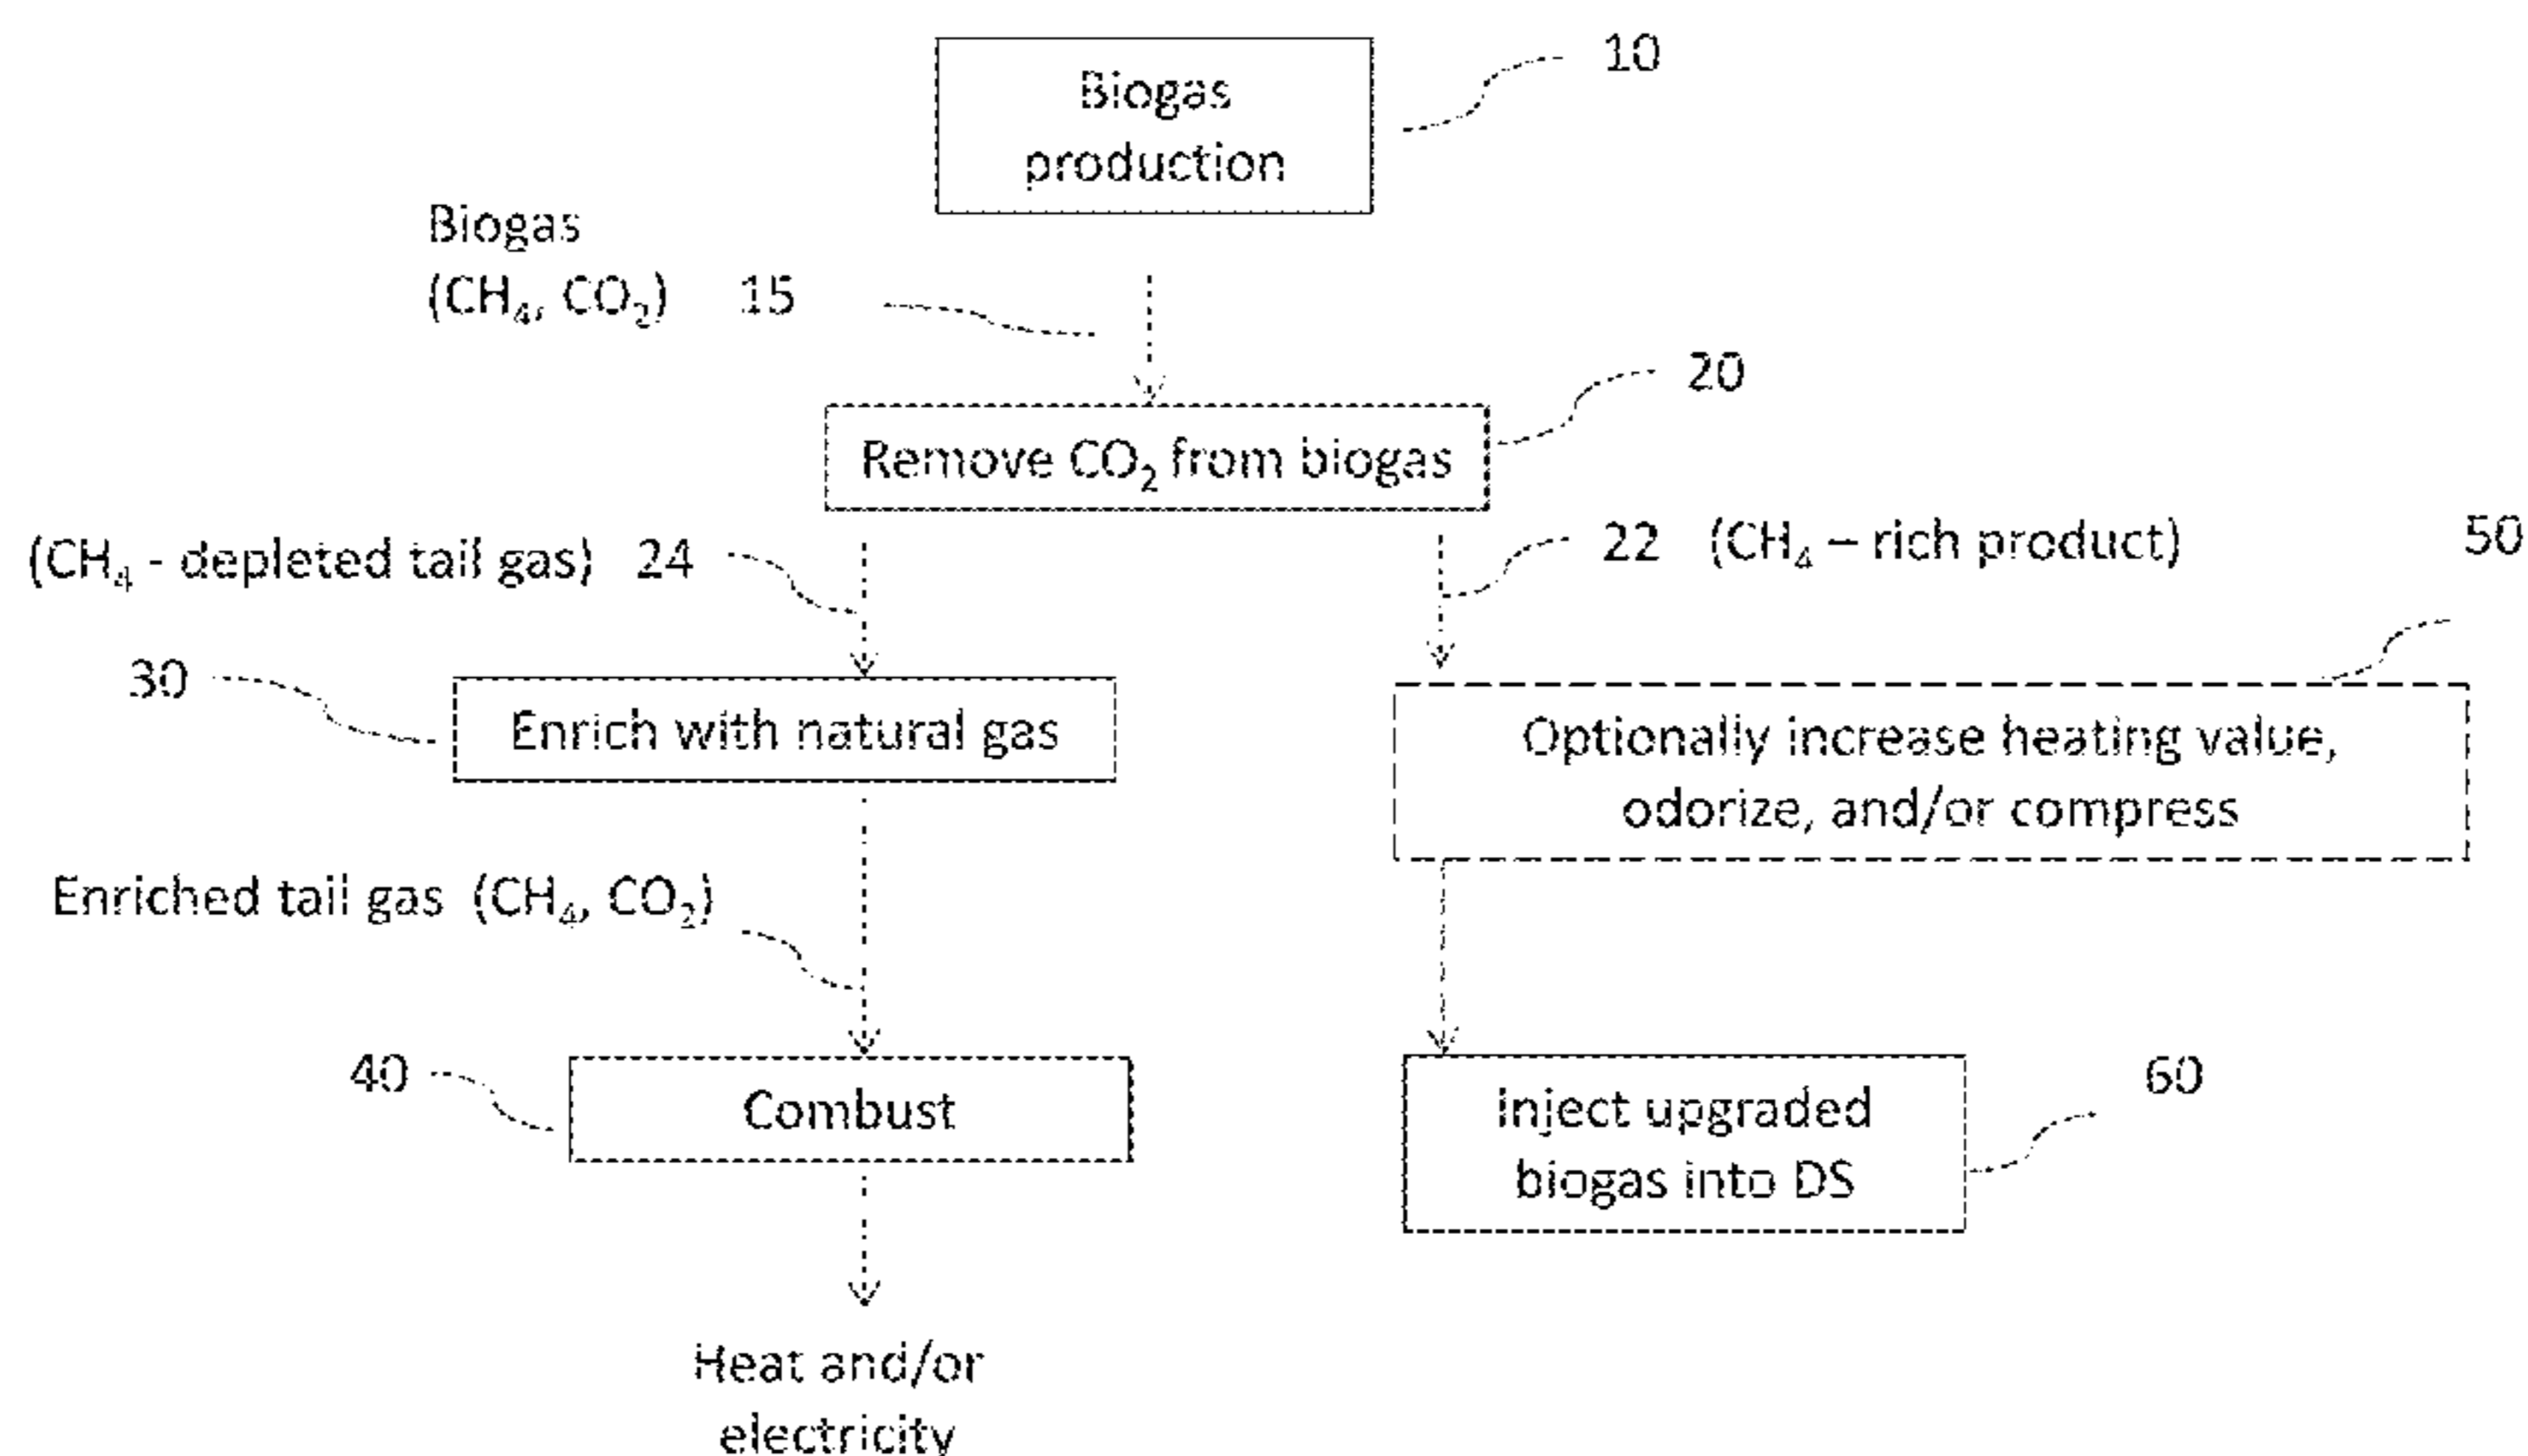 Biogas
production
10
Biogas
(CH₄, CO₂) 15
20
Remove CO₂ from biogas
(CH₄ - depleted tail gas) 24
22 (CH₄ – rich product)
50
30
Enrich with natural gas
Optionally increase heating value,
odorize, and/or compress
Enriched tail gas (CH₄, CO₂)
40
Combust
Inject upgraded
biogas into DS
60
Heat and/or
electricity